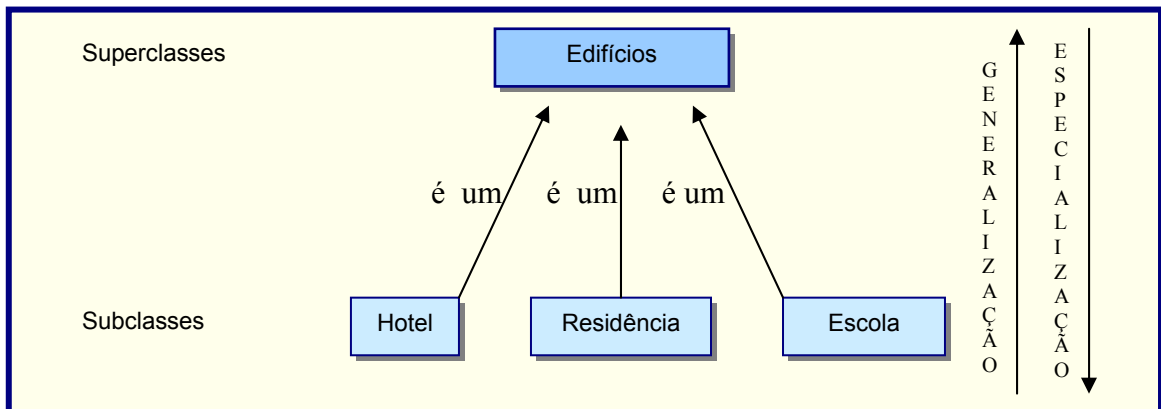 Superclasses
Edifícios
é um
é um
é um
Subclasses
Hotel
Residência
Escola
GENERALIZAÇÃO
ESPECIALIZAÇÃO